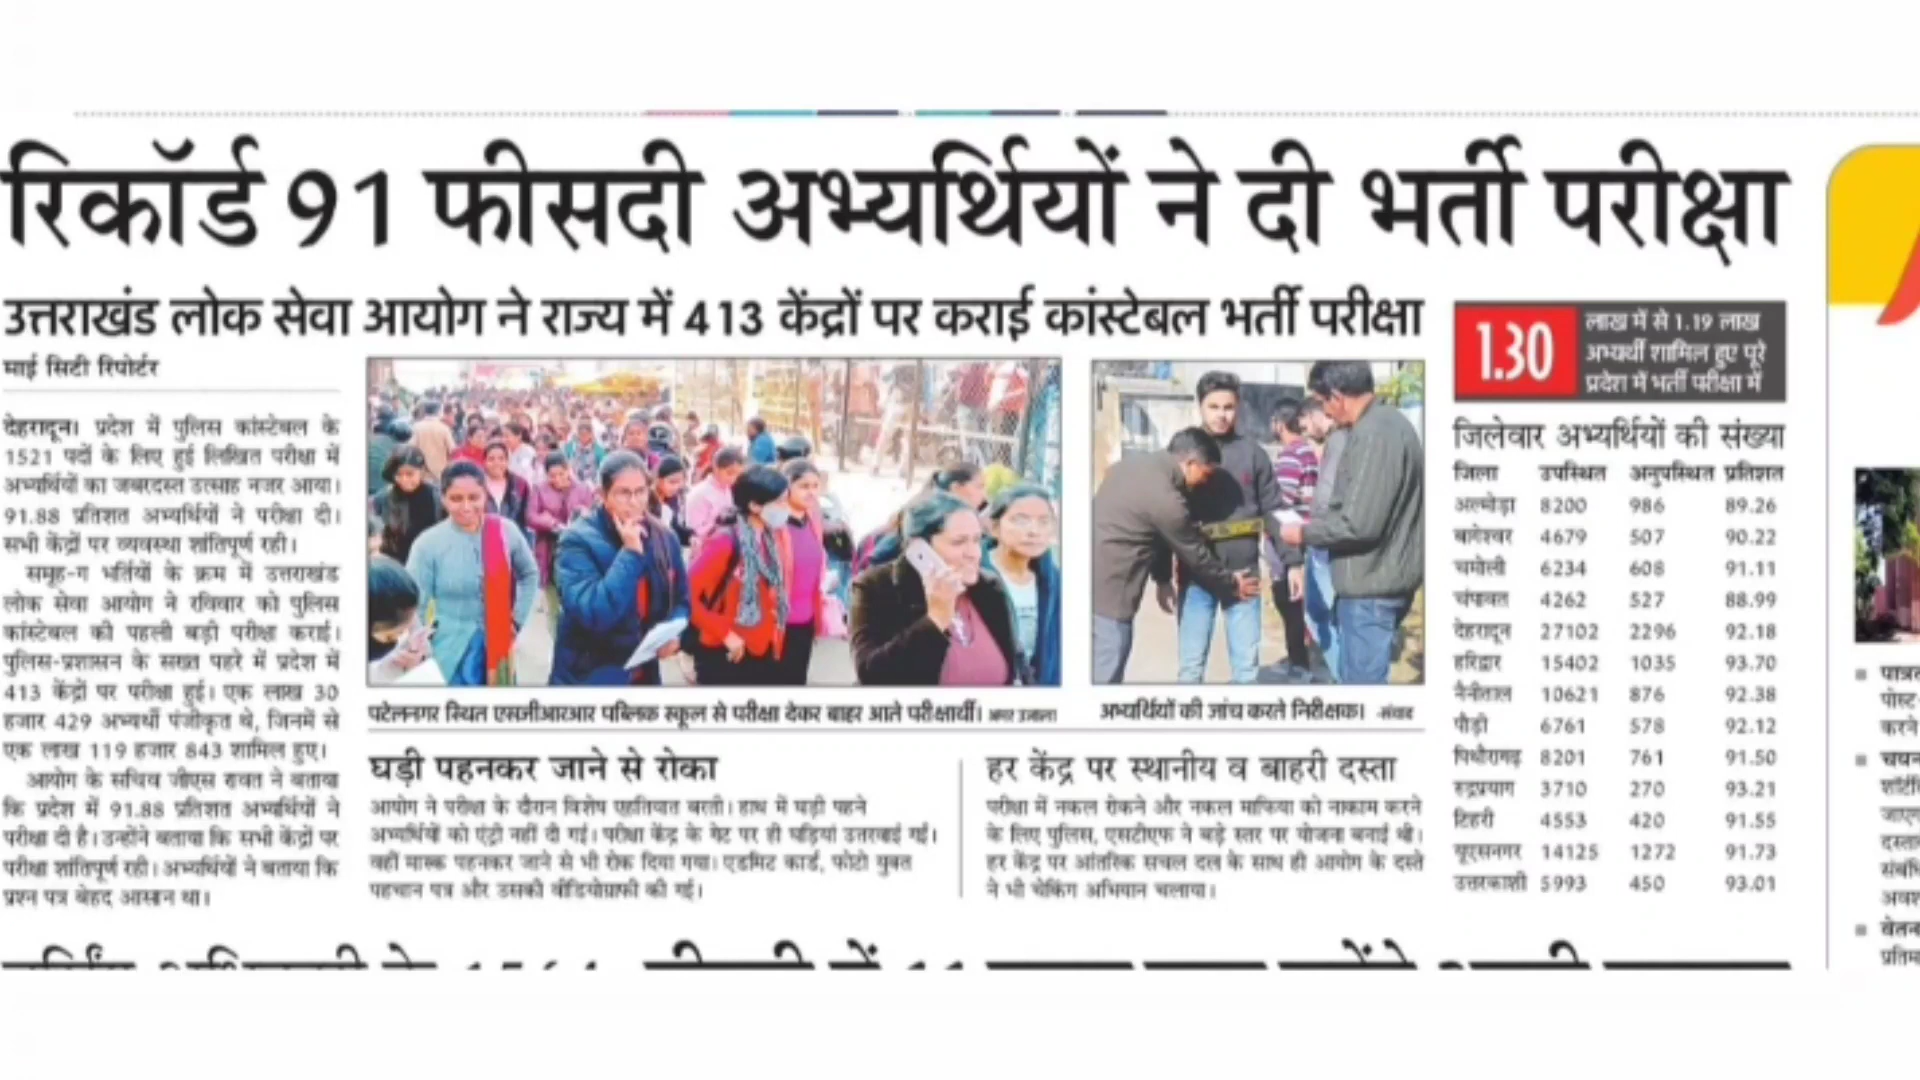 रिकॉर्ड 91 फीसदी अभ्यर्थियों ने दी भर्ती परीक्षा
उत्तराखंड लोक सेवा आयोग ने राज्य में 413 केंद्रों पर कराई कांस्टेबल भर्ती परीक्षा
माई सिटी रिपोर्टर
देहरादून। प्रदेश में पुलिस कांस्टेबल के
1521 पदों के लिए हुई लिखित परीक्षा में
अभ्यर्थियों का जबरदस्त उत्साह नजर आया।
91.88 प्रतिशत अभ्यर्थियों ने परीक्षा दी।
सभी केंद्रों पर व्यवस्था शांतिपूर्ण रही।
समूह-ग भर्तियों के क्रम में उत्तराखंड
लोक सेवा आयोग ने रविवार को पुलिस
कांस्टेबल की पहली बड़ी परीक्षा कराई।
पुलिस-प्रशासन के सख्त पहरे में प्रदेश में
413 केंद्रों पर परीक्षा हुई। एक लाख 30
हजार 429 अभ्यर्थी पंजीकृत थे, जिनमें से
एक लाख 119 हजार 843 शामिल हुए।
आयोग के सचिव जीएस रावत ने बताया
कि प्रदेश में 91.88 प्रतिशत अभ्यर्थियों ने
परीक्षा दी है। उन्होंने बताया कि सभी केंद्रों पर
परीक्षा शांतिपूर्ण रही। अभ्यर्थियों ने बताया कि
प्रश्न पत्र बेहद आसान था।
पटेलनगर स्थित एसजीआरआर पब्लिक स्कूल से परीक्षा देकर बाहर आते परीक्षार्थी। अमर उजाला
अभ्यर्थियों की जांच करते निरीक्षक। -संवाद
घड़ी पहनकर जाने से रोका
आयोग ने परीक्षा के दौरान विशेष एहतियात बरती। हाथ में घड़ी पहने
अभ्यर्थियों को एंट्री नहीं दी गई। परीक्षा केंद्र के गेट पर ही घड़ियां उतरवाई गईं।
वहीं मास्क पहनकर जाने से भी रोक दिया गया। एडमिट कार्ड, फोटो युक्त
पहचान पत्र और उसकी वीडियोग्राफी की गई।
हर केंद्र पर स्थानीय व बाहरी दस्ता
परीक्षा में नकल रोकने और नकल माफिया को नाकाम करने
के लिए पुलिस, एसटीएफ ने बड़े स्तर पर योजना बनाई थी।
हर केंद्र पर आंतरिक सचल दल के साथ ही आयोग के दस्ते
ने भी चेकिंग अभियान चलाया।
1.30
लाख में से 1.19 लाख
अभ्यर्थी शामिल हुए पूरे
प्रदेश में भर्ती परीक्षा में
जिलेवार अभ्यर्थियों की संख्या
जिला उपस्थित अनुपस्थित प्रतिशत
अल्मोड़ा 8200 986 89.26
बागेश्वर 4679 507 90.22
चमोली 6234 608 91.11
चंपावत 4262 527 88.99
देहरादून 27102 2296 92.18
हरिद्वार 15402 1035 93.70
नैनीताल 10621 876 92.38
पौड़ी 6761 578 92.12
पिथौरागढ़ 8201 761 91.50
रुद्रप्रयाग 3710 270 93.21
टिहरी 4553 420 91.55
यूएसनगर 14125 1272 91.73
उत्तरकाशी 5993 450 93.01
पोस्ट
करने